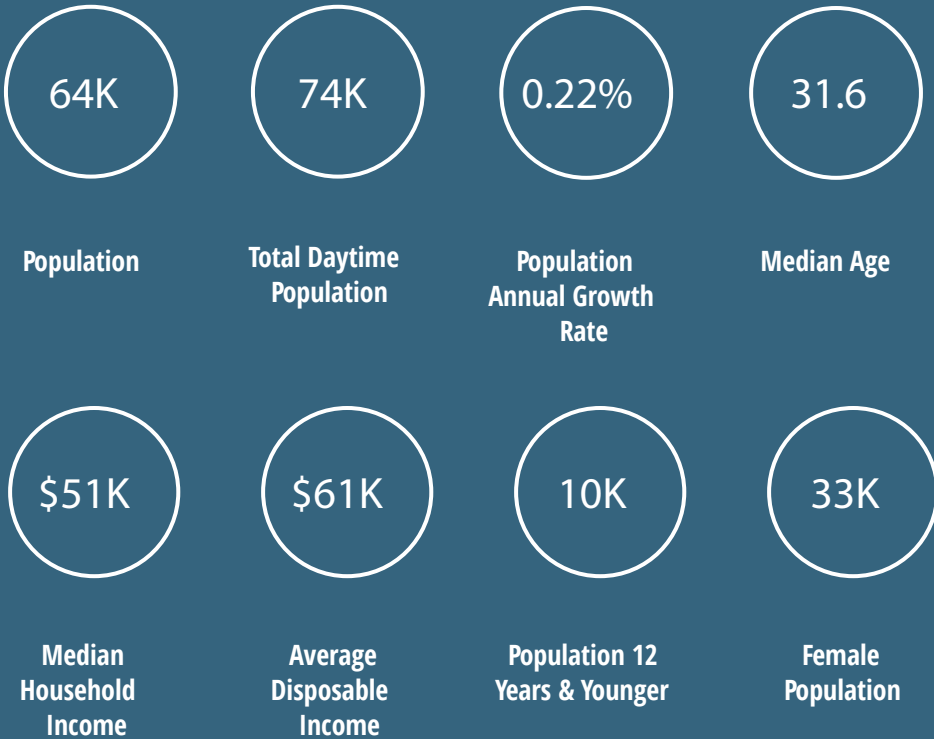 64K
74K
0.22%
31.6
Population
Total Daytime
Population
Population
Annual Growth
Rate
Median Age
$51K
$61K
10K
33K
Median
Household
Income
Average
Disposable
Income
Population 12
Years & Younger
Female
Population